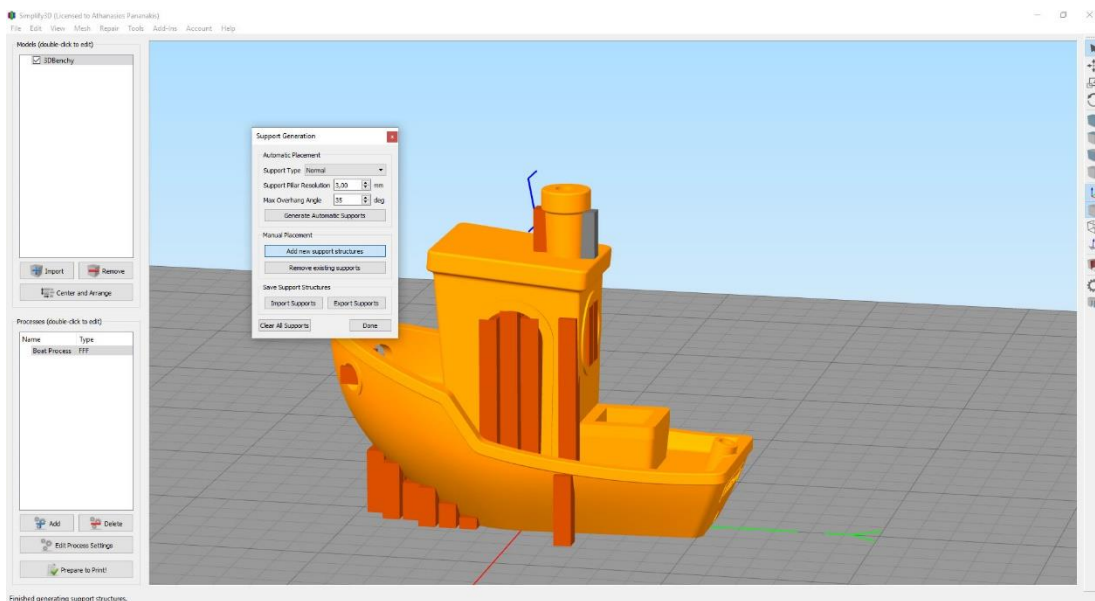 Simplify3D (Licensed to Athanasios Pananakis)
File Edit View Mesh Repair Tools Add-Ins Account Help
Models (double-click to edit)
3DBenchy
Import Remove
Center and Arrange
Processes (double-click to edit)
Name Type
Boat Process FFF
Add Delete
Edit Process Settings
Prepare to Print!
Finished generating support structures.
Support Generation
Automatic Placement
Support Type Normal
Support Pillar Resolution 3,00 mm
Max Overhang Angle 35 deg
Generate Automatic Supports
Manual Placement
Add new support structures
Remove existing supports
Save Support Structures
Import Supports Export Supports
Clear All Supports Done